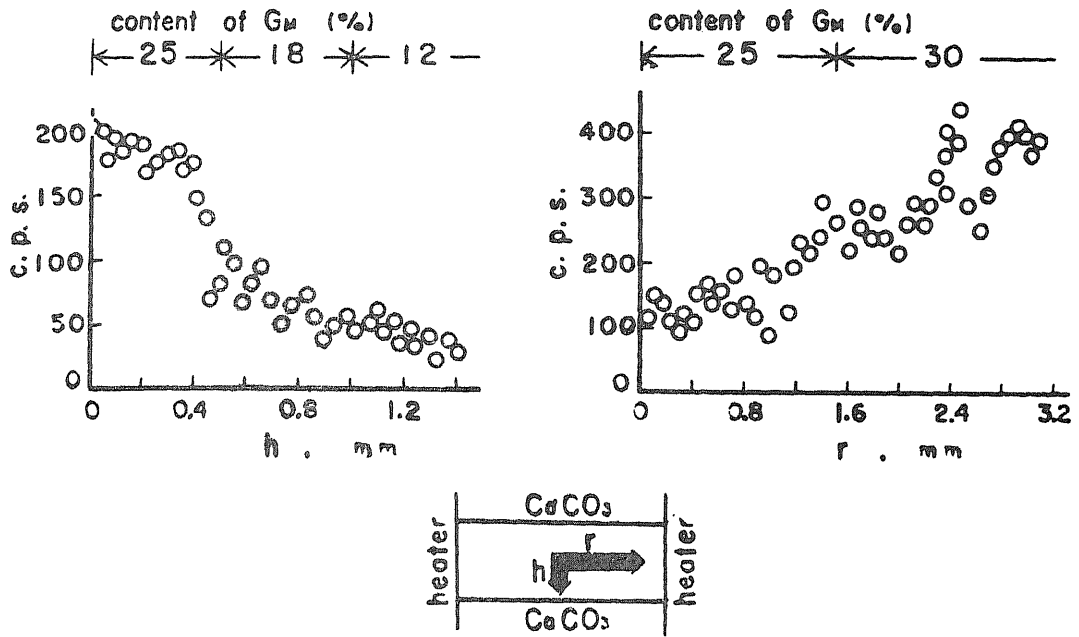 content of GM (%)
25 18 12
c. p. s.
200
150
100
50
0
0 0.4 0.8 1.2
h . mm
content of GM (%)
25 30
c. p. s.
400
300
200
100
0
0 0.8 1.6 2.4 3.2
r . mm
heater
CaCO3
r
h
CaCO3
heater